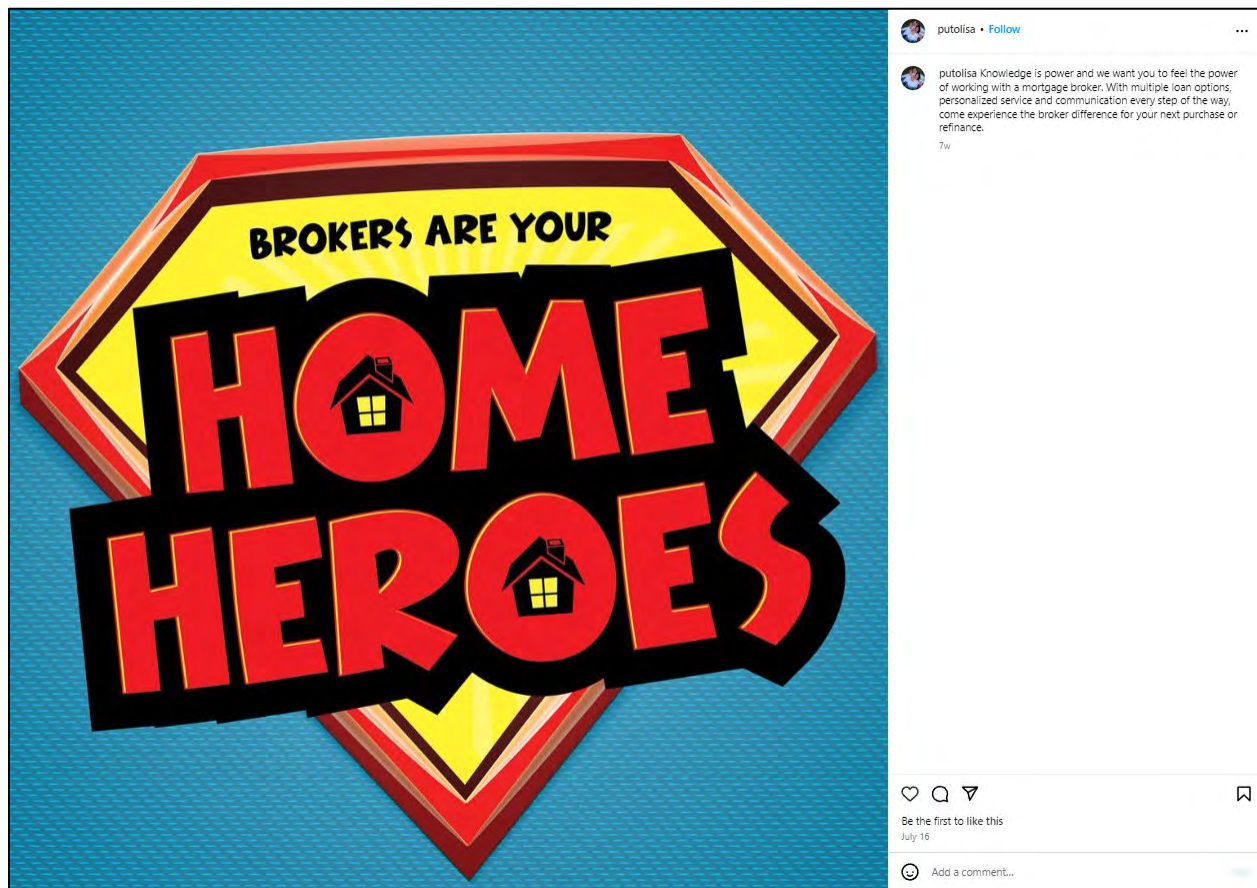 BROKERS ARE YOUR
HOME
HEROES
putolisa • Follow
putolisa Knowledge is power and we want you to feel the power
of working with a mortgage broker. With multiple loan options,
personalized service and communication every step of the way,
come experience the broker difference for your next purchase or
refinance.
7w
Be the first to like this
July 16
Add a comment...